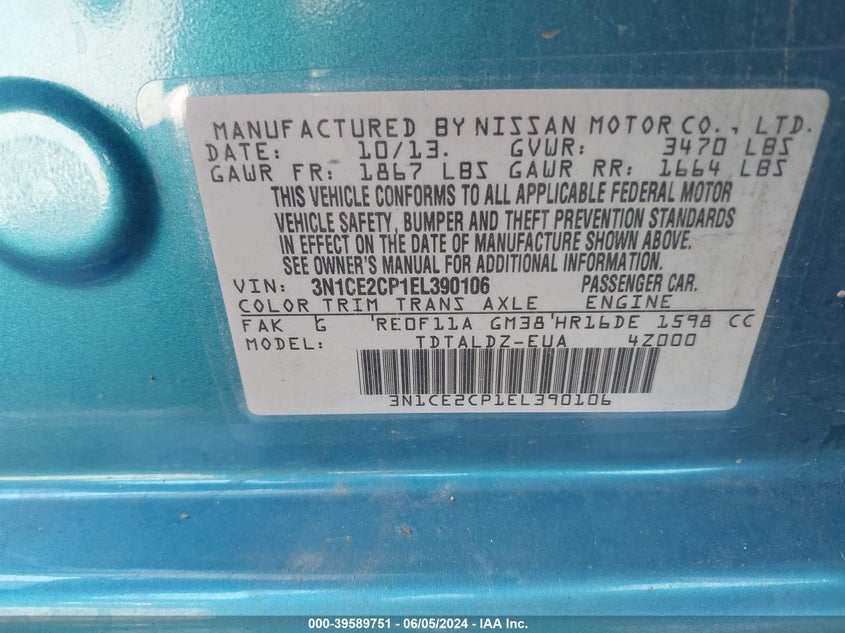 MANUFACTURED BY NISSAN MOTOR CO., LTD.
DATE: 10/13. GVWR: 3470 LBS
GAWR FR: 1867 LBS GAWR RR: 1664 LBS
THIS VEHICLE CONFORMS TO ALL APPLICABLE FEDERAL MOTOR
VEHICLE SAFETY, BUMPER AND THEFT PREVENTION STANDARDS
IN EFFECT ON THE DATE OF MANUFACTURE SHOWN ABOVE.
SEE OWNER'S MANUAL FOR ADDITIONAL INFORMATION.
VIN: 3N1CE2CP1EL390106 PASSENGER CAR.
COLOR TRIM TRANS AXLE ENGINE
FAK G RE0F11A GM38 HR16DE 1598 CC
MODEL: TDTALDZ-EUA 4Z000
3N1CE2CP1EL390106
000-39589751 - 06/05/2024 - IAA Inc.